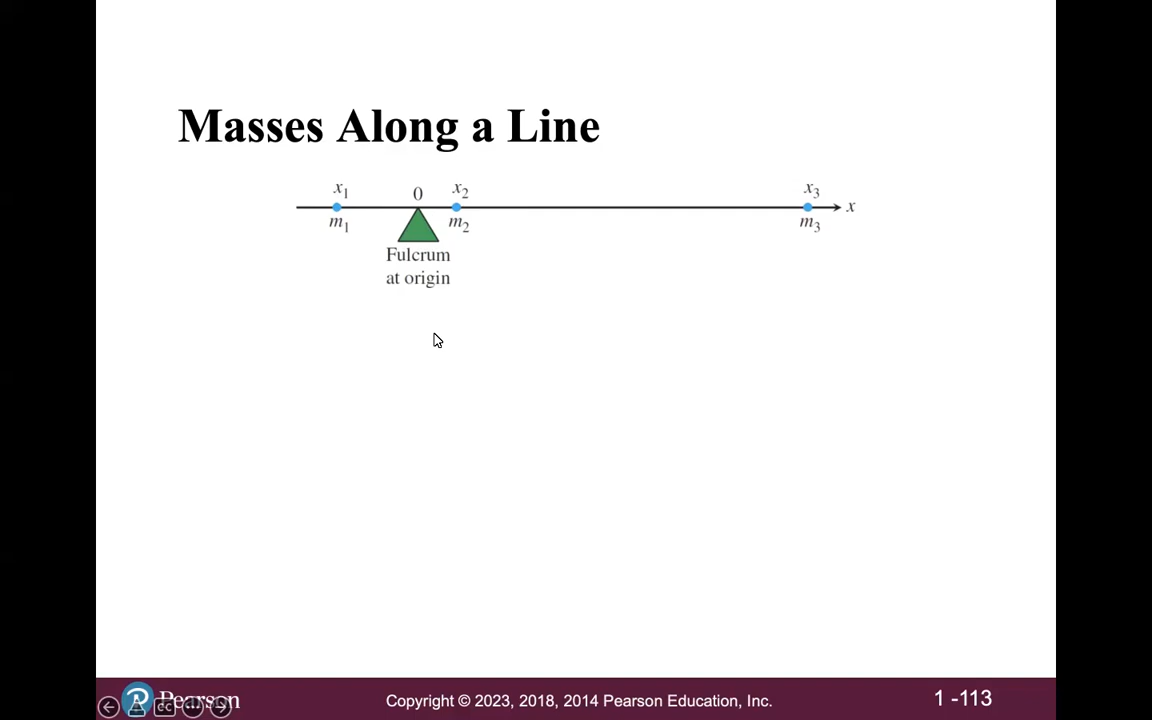 Masses Along a Line
x₁ 0 x₂ x₃
x
m₁ m₂ m₃
Fulcrum
at origin
Pearson
Copyright © 2023, 2018, 2014 Pearson Education, Inc.
1 -113